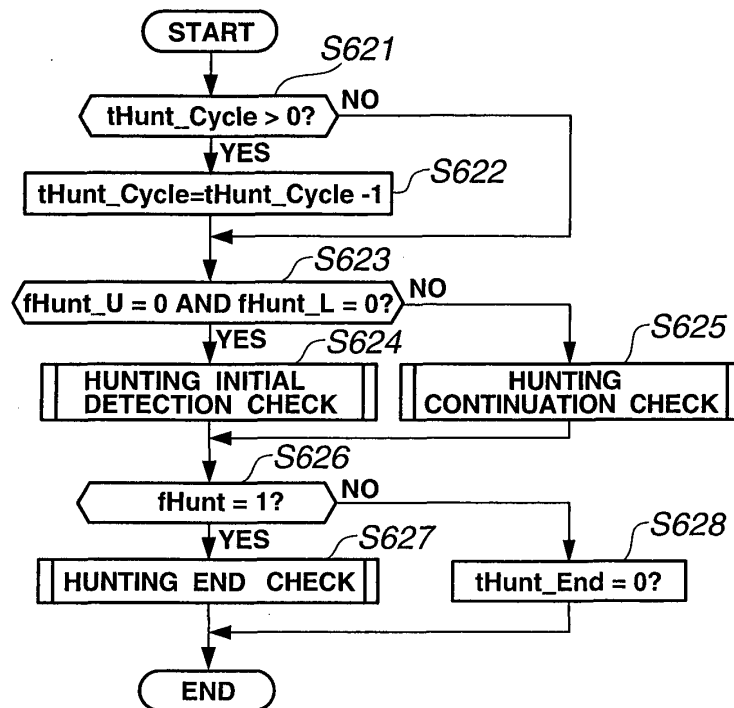 START
S621
tHunt_Cycle > 0?
NO
YES
S622
tHunt_Cycle=tHunt_Cycle -1
S623
fHunt_U = 0 AND fHunt_L = 0?
NO
YES
S624
S625
HUNTING INITIAL
DETECTION CHECK
HUNTING
CONTINUATION CHECK
S626
fHunt = 1?
NO
YES
S627
S628
HUNTING END CHECK
tHunt_End = 0?
END